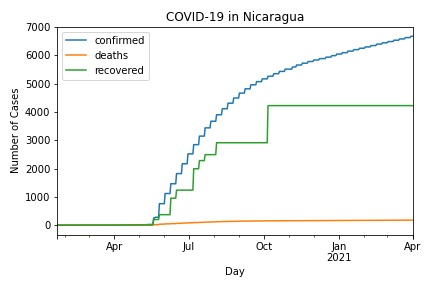 COVID-19 in Nicaragua
7000
6000
5000
4000
3000
2000
1000
0
Number of Cases
confirmed
deaths
recovered
Apr
Jul
Oct
Jan
2021
Apr
Day